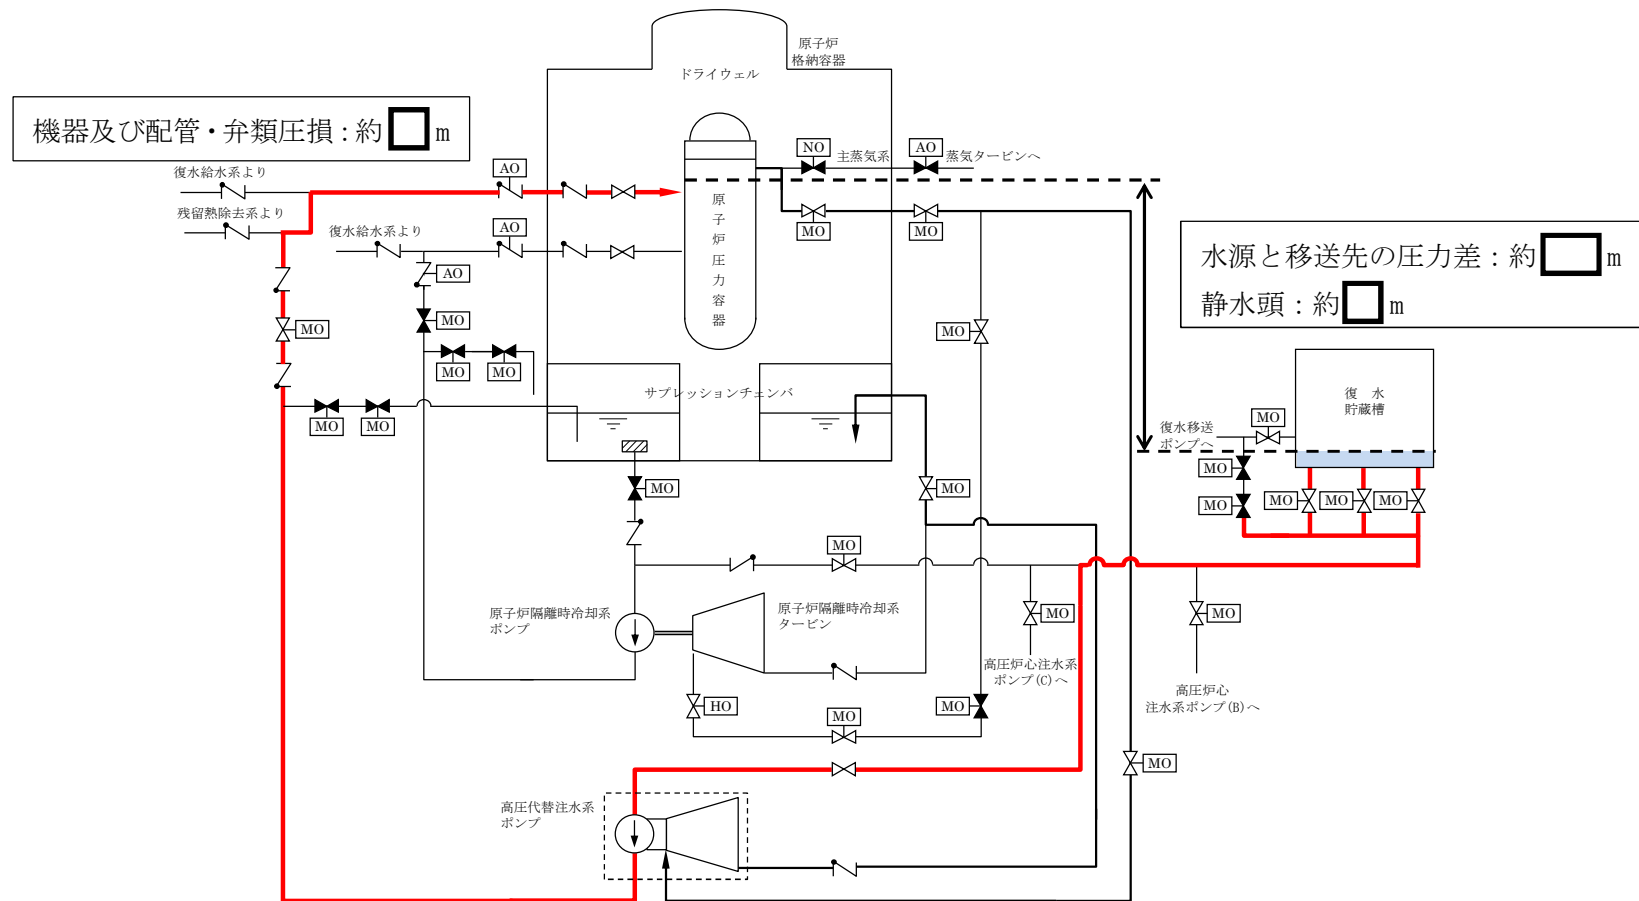 原子炉
格納容器
ドライウェル
機器及び配管・弁類圧損：約 m
復水給水系より
AO
NO
主蒸気系
AO
蒸気タービンへ
残留熱除去系より
復水給水系より
AO
MO
MO
原子炉圧力容器
水源と移送先の圧力差：約 m
静水頭：約 m
AO
MO
MO
MO
MO
MO
サプレッションチェンバ
復水
貯蔵槽
MO
MO
MO
復水移送
ポンプへ
MO
MO
MO
MO
MO
MO
MO
MO
原子炉隔離時冷却系
ポンプ
原子炉隔離時冷却系
タービン
MO
MO
高圧炉心注水系
ポンプ(C)へ
高圧炉心
注水系ポンプ(B)へ
HO
MO
MO
MO
高圧代替注水系
ポンプ